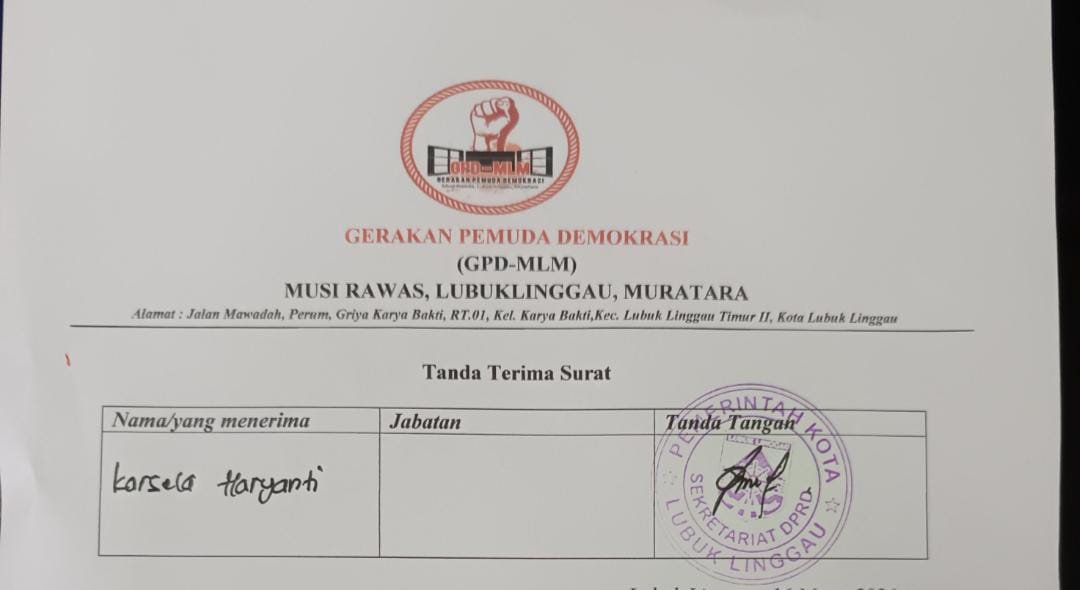 GPD-MLM
GERAKAN PEMUDA DEMOKRASI
GERAKAN PEMUDA DEMOKRASI
(GPD-MLM)
MUSI RAWAS, LUBUKLINGGAU, MURATARA
Alamat : Jalan Mawadah, Perum, Griya Karya Bakti, RT.01, Kel. Karya Bakti,Kec. Lubuk Linggau Timur II, Kota Lubuk Linggau
Tanda Terima Surat
Nama/yang menerima Jabatan Tanda Tangan
Haryanti
PEMERINTAH KOTA
SEKRETARIAT DPRD
LUBUK LINGGAU